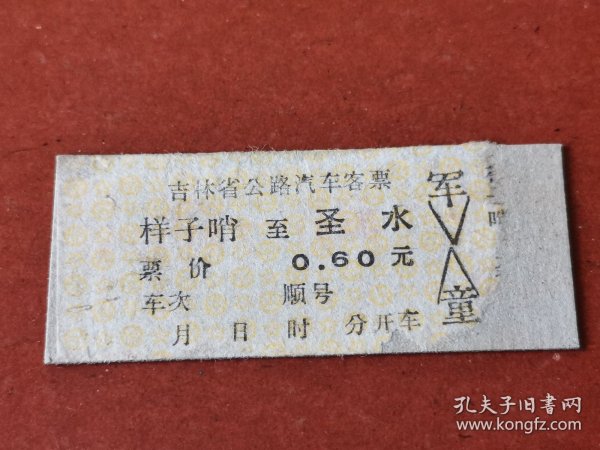 吉林省公路汽车客票
样子哨 至 圣水
票价 0.60元
车次 顺号
月 日 时 分开车
军
童
孔夫子旧书网
www.kongfz.com